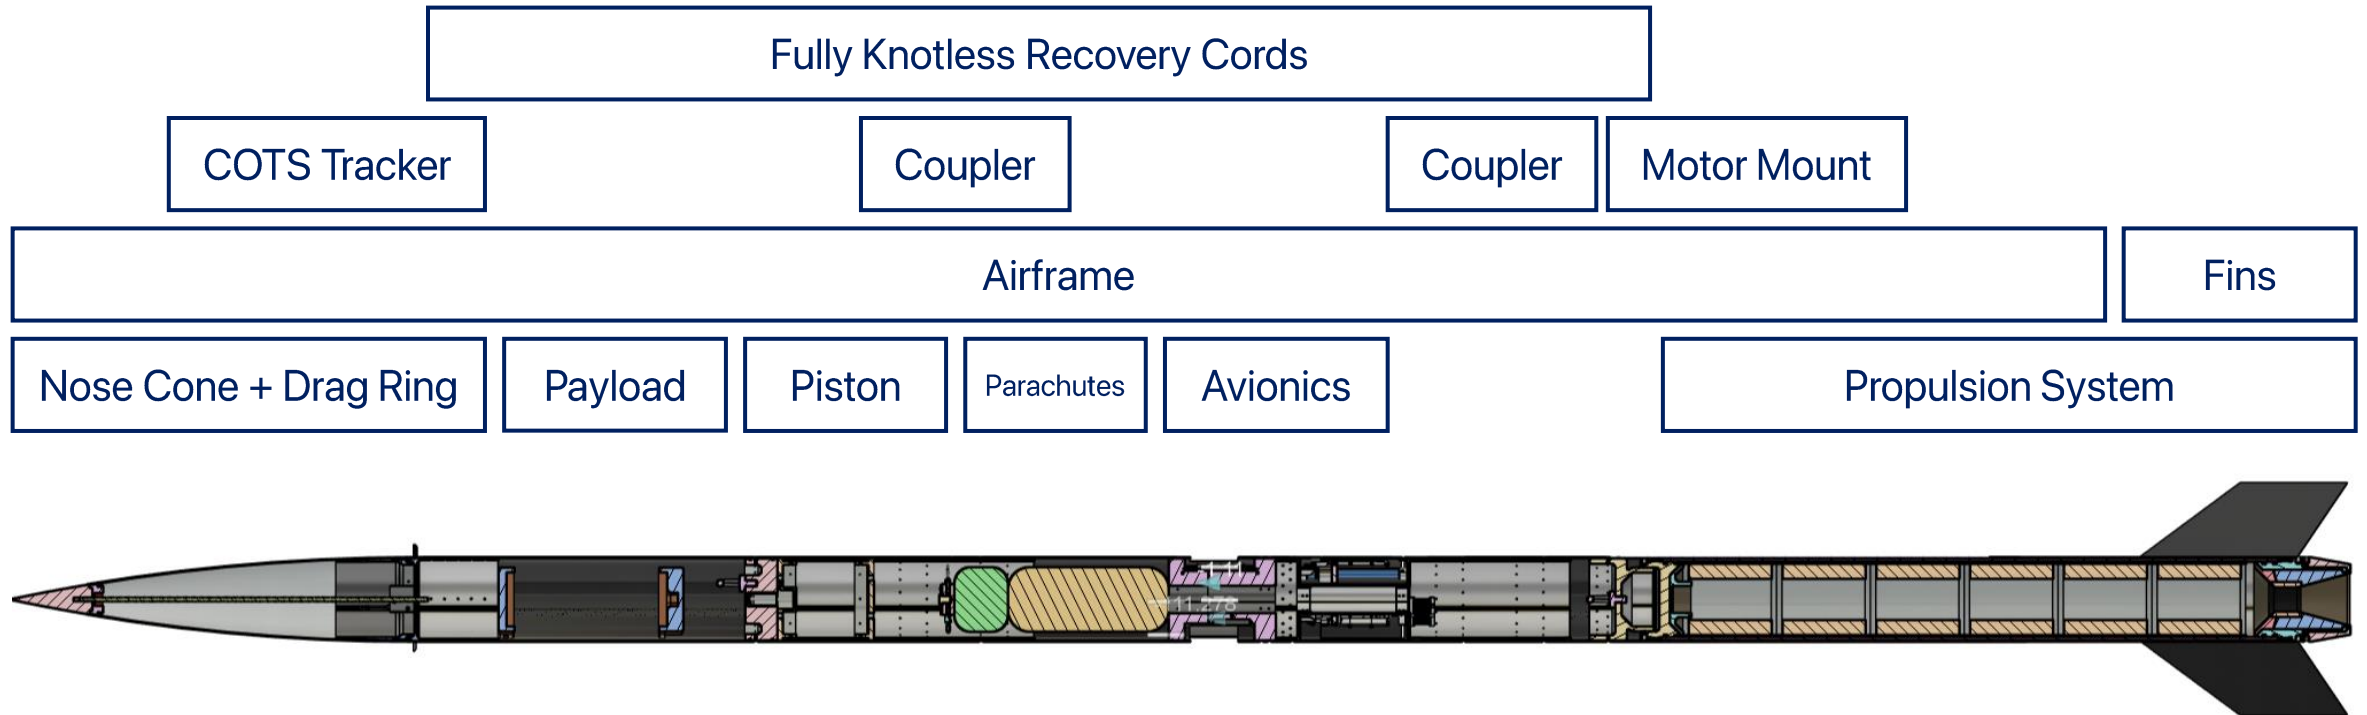 Fully Knotless Recovery Cords
COTS Tracker
Coupler
Coupler
Motor Mount
Airframe
Fins
Nose Cone + Drag Ring
Payload
Piston
Parachutes
Avionics
Propulsion System